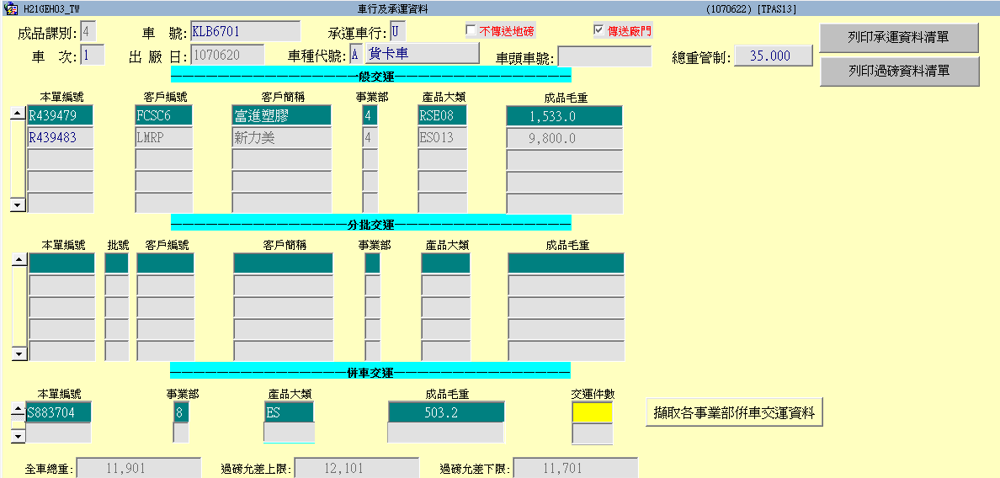 H21GEH03_TW 車行及承運資料 (1070622) [TPAS13]
成品課別: 4 車 號: KLB6701 承運車行: U 不傳送地磅 傳送廠門 列印承運資料清單
車 次: 1 出 廠 日: 1070620 車種代號: A 貨卡車 車頭車號: 總重管制: 35.000 列印過磅資料清單
一般交運
本單編號 客戶編號 客戶簡稱 事業部 產品大類 成品毛重
R439479 FCSC6 富進塑膠 4 RSE08 1,533.0
R439483 LMRP 新力美 4 ES013 9,800.0
分批交運
本單編號 批號 客戶編號 客戶簡稱 事業部 產品大類 成品毛重
併車交運
本單編號 事業部 產品大類 成品毛重 交運件數
S883704 8 ES 503.2 擷取各事業部併車交運資料
全車總重: 11,901 過磅允差上限: 12,101 過磅允差下限: 11,701